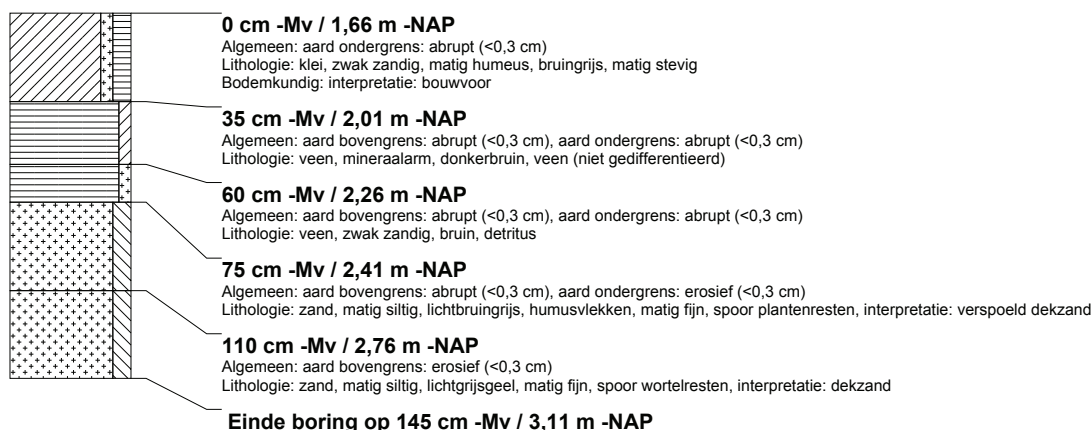 0 cm -Mv / 1,66 m -NAP
Algemeen: aard ondergrens: abrupt (<0,3 cm)
Lithologie: klei, zwak zandig, matig humeus, bruingrijs, matig stevig
Bodemkundig: interpretatie: bouwvoor
35 cm -Mv / 2,01 m -NAP
Algemeen: aard bovengrens: abrupt (<0,3 cm), aard ondergrens: abrupt (<0,3 cm)
Lithologie: veen, mineraalarm, donkerbruin, veen (niet gedifferentieerd)
60 cm -Mv / 2,26 m -NAP
Algemeen: aard bovengrens: abrupt (<0,3 cm), aard ondergrens: abrupt (<0,3 cm)
Lithologie: veen, zwak zandig, bruin, detritus
75 cm -Mv / 2,41 m -NAP
Algemeen: aard bovengrens: abrupt (<0,3 cm), aard ondergrens: erosief (<0,3 cm)
Lithologie: zand, matig siltig, lichtbruingrijs, humusvlekken, matig fijn, spoor plantenresten, interpretatie: verspoeld dekzand
110 cm -Mv / 2,76 m -NAP
Algemeen: aard bovengrens: erosief (<0,3 cm)
Lithologie: zand, matig siltig, lichtgrijsgeel, matig fijn, spoor wortelresten, interpretatie: dekzand
Einde boring op 145 cm -Mv / 3,11 m -NAP